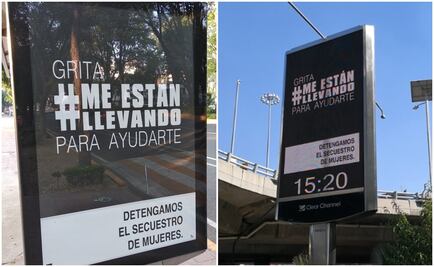 GRITA
#ME ESTÁN
LLEVANDO
PARA AYUDARTE
DETENGAMOS
EL SECUESTRO
DE MUJERES.
GRITA
#ME ESTÁN
LLEVANDO
PARA AYUDARTE
DETENGAMOS
EL SECUESTRO
DE MUJERES.
15:20
Clear Channel